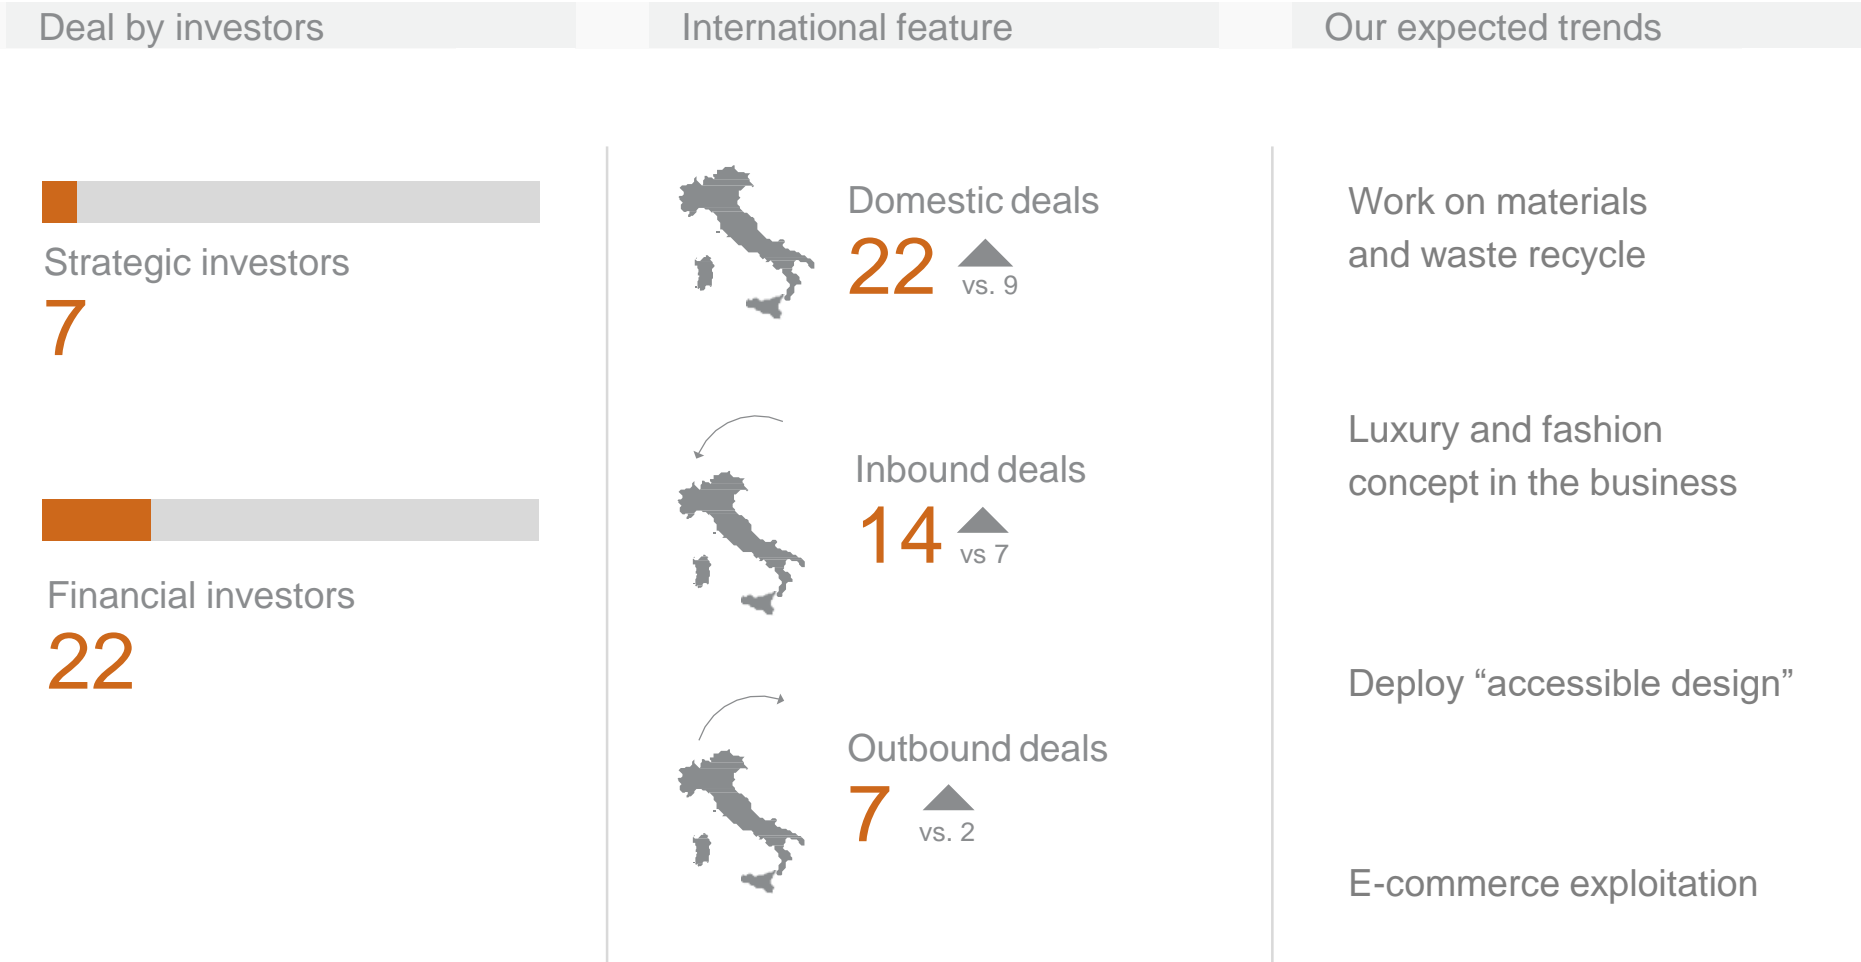 Deal by investors
International feature
Our expected trends
Strategic investors
7
Financial investors
22
Domestic deals
22
vs. 9
Inbound deals
14
vs 7
Outbound deals
7
vs. 2
Work on materials
and waste recycle
Luxury and fashion
concept in the business
Deploy “accessible design”
E-commerce exploitation